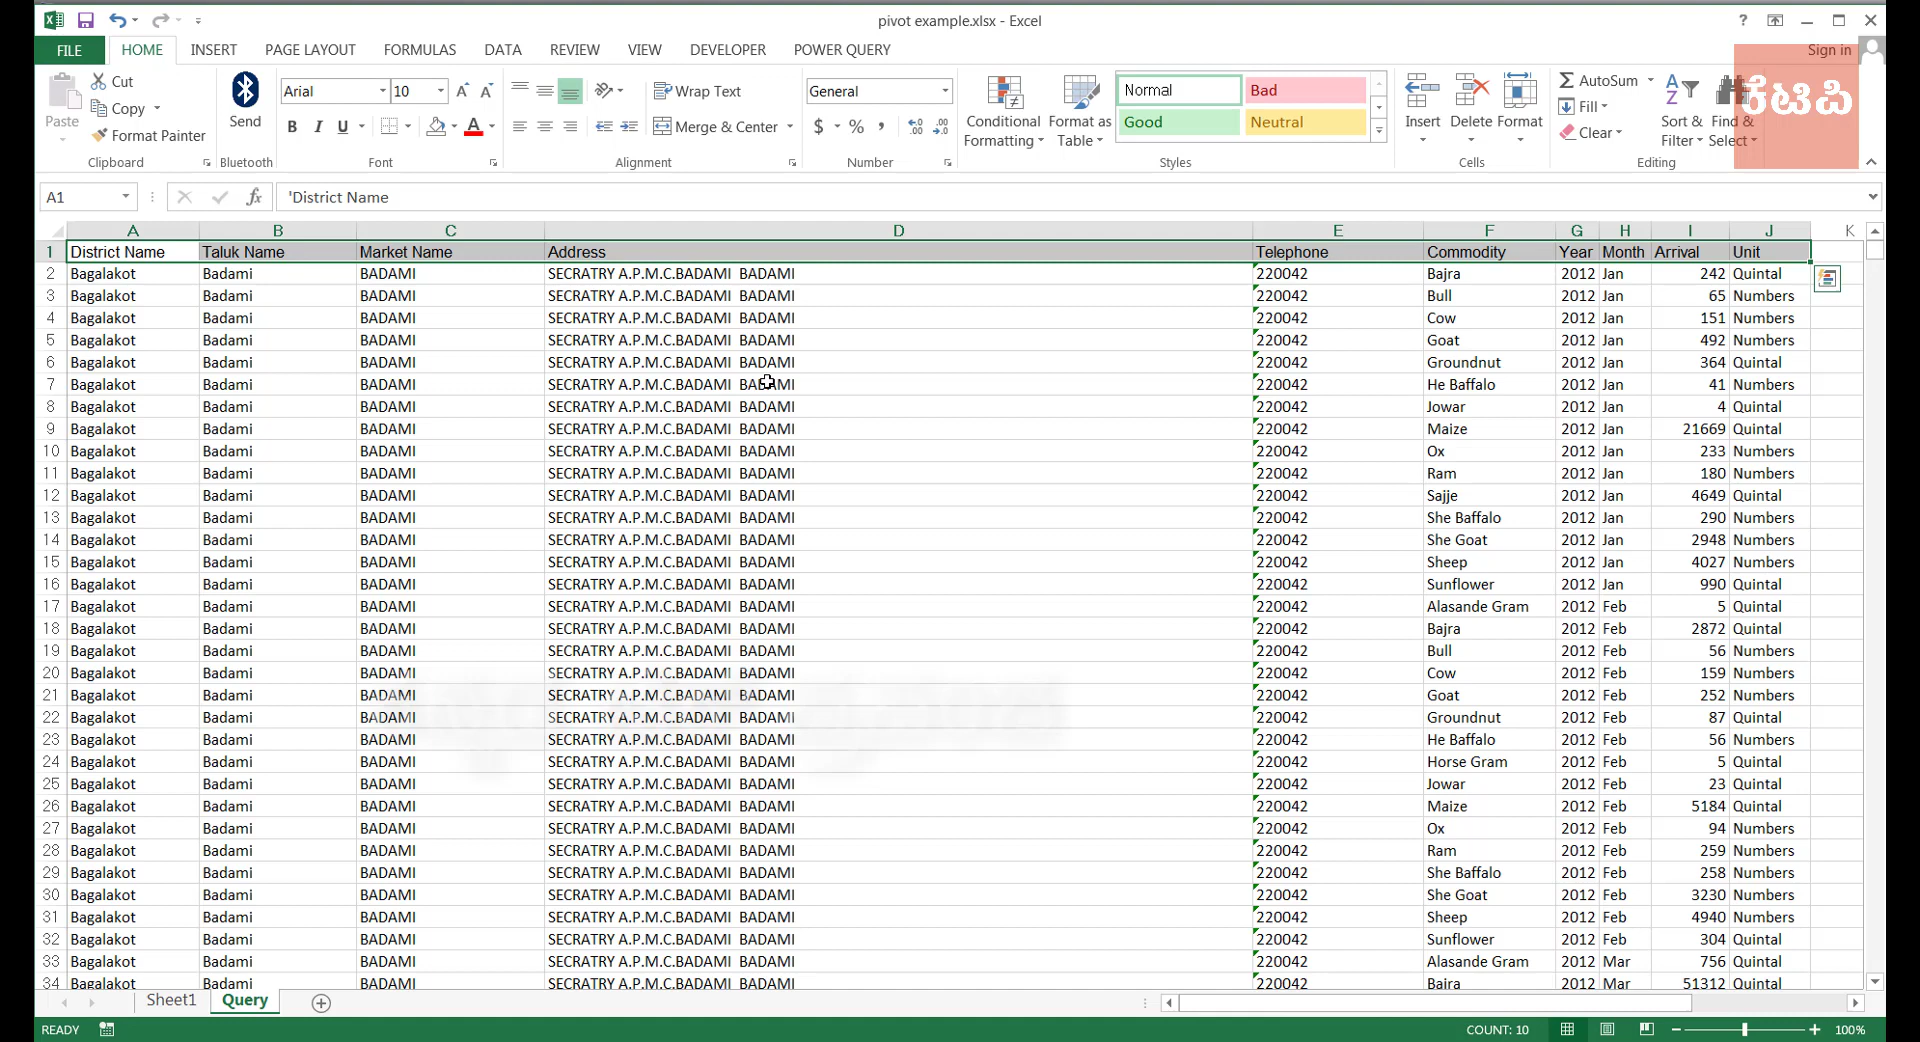 pivot example.xlsx - Excel
?
Sign in
FILE HOME INSERT PAGE LAYOUT FORMULAS DATA REVIEW VIEW DEVELOPER POWER QUERY
Paste Cut Copy Format Painter Clipboard
Send Bluetooth
Arial 10 B I U A Font
Wrap Text Merge & Center Alignment
General $ % , Number
Conditional Formatting Format as Table Normal Bad Good Neutral Styles
Insert Delete Format Cells
AutoSum Fill Clear Sort & Filter Find & Select Editing
A1 fx 'District Name
A B C D E F G H I J K
1 District Name Taluk Name Market Name Address Telephone Commodity Year Month Arrival Unit
2 Bagalakot Badami BADAMI SECRATRY A.P.M.C.BADAMI BADAMI 220042 Bajra 2012 Jan 242 Quintal
3 Bagalakot Badami BADAMI SECRATRY A.P.M.C.BADAMI BADAMI 220042 Bull 2012 Jan 65 Numbers
4 Bagalakot Badami BADAMI SECRATRY A.P.M.C.BADAMI BADAMI 220042 Cow 2012 Jan 151 Numbers
5 Bagalakot Badami BADAMI SECRATRY A.P.M.C.BADAMI BADAMI 220042 Goat 2012 Jan 492 Numbers
6 Bagalakot Badami BADAMI SECRATRY A.P.M.C.BADAMI BADAMI 220042 Groundnut 2012 Jan 364 Quintal
7 Bagalakot Badami BADAMI SECRATRY A.P.M.C.BADAMI BADAMI 220042 He Baffalo 2012 Jan 41 Numbers
8 Bagalakot Badami BADAMI SECRATRY A.P.M.C.BADAMI BADAMI 220042 Jowar 2012 Jan 4 Quintal
9 Bagalakot Badami BADAMI SECRATRY A.P.M.C.BADAMI BADAMI 220042 Maize 2012 Jan 21669 Quintal
10 Bagalakot Badami BADAMI SECRATRY A.P.M.C.BADAMI BADAMI 220042 Ox 2012 Jan 233 Numbers
11 Bagalakot Badami BADAMI SECRATRY A.P.M.C.BADAMI BADAMI 220042 Ram 2012 Jan 180 Numbers
12 Bagalakot Badami BADAMI SECRATRY A.P.M.C.BADAMI BADAMI 220042 Sajje 2012 Jan 4649 Quintal
13 Bagalakot Badami BADAMI SECRATRY A.P.M.C.BADAMI BADAMI 220042 She Baffalo 2012 Jan 290 Numbers
14 Bagalakot Badami BADAMI SECRATRY A.P.M.C.BADAMI BADAMI 220042 She Goat 2012 Jan 2948 Numbers
15 Bagalakot Badami BADAMI SECRATRY A.P.M.C.BADAMI BADAMI 220042 Sheep 2012 Jan 4027 Numbers
16 Bagalakot Badami BADAMI SECRATRY A.P.M.C.BADAMI BADAMI 220042 Sunflower 2012 Jan 990 Quintal
17 Bagalakot Badami BADAMI SECRATRY A.P.M.C.BADAMI BADAMI 220042 Alasande Gram 2012 Feb 5 Quintal
18 Bagalakot Badami BADAMI SECRATRY A.P.M.C.BADAMI BADAMI 220042 Bajra 2012 Feb 2872 Quintal
19 Bagalakot Badami BADAMI SECRATRY A.P.M.C.BADAMI BADAMI 220042 Bull 2012 Feb 56 Numbers
20 Bagalakot Badami BADAMI SECRATRY A.P.M.C.BADAMI BADAMI 220042 Cow 2012 Feb 159 Numbers
21 Bagalakot Badami BADAMI SECRATRY A.P.M.C.BADAMI BADAMI 220042 Goat 2012 Feb 252 Numbers
22 Bagalakot Badami BADAMI SECRATRY A.P.M.C.BADAMI BADAMI 220042 Groundnut 2012 Feb 87 Quintal
23 Bagalakot Badami BADAMI SECRATRY A.P.M.C.BADAMI BADAMI 220042 He Baffalo 2012 Feb 56 Numbers
24 Bagalakot Badami BADAMI SECRATRY A.P.M.C.BADAMI BADAMI 220042 Horse Gram 2012 Feb 5 Quintal
25 Bagalakot Badami BADAMI SECRATRY A.P.M.C.BADAMI BADAMI 220042 Jowar 2012 Feb 23 Quintal
26 Bagalakot Badami BADAMI SECRATRY A.P.M.C.BADAMI BADAMI 220042 Maize 2012 Feb 5184 Quintal
27 Bagalakot Badami BADAMI SECRATRY A.P.M.C.BADAMI BADAMI 220042 Ox 2012 Feb 94 Numbers
28 Bagalakot Badami BADAMI SECRATRY A.P.M.C.BADAMI BADAMI 220042 Ram 2012 Feb 259 Numbers
29 Bagalakot Badami BADAMI SECRATRY A.P.M.C.BADAMI BADAMI 220042 She Baffalo 2012 Feb 258 Numbers
30 Bagalakot Badami BADAMI SECRATRY A.P.M.C.BADAMI BADAMI 220042 She Goat 2012 Feb 3230 Numbers
31 Bagalakot Badami BADAMI SECRATRY A.P.M.C.BADAMI BADAMI 220042 Sheep 2012 Feb 4940 Numbers
32 Bagalakot Badami BADAMI SECRATRY A.P.M.C.BADAMI BADAMI 220042 Sunflower 2012 Feb 304 Quintal
33 Bagalakot Badami BADAMI SECRATRY A.P.M.C.BADAMI BADAMI 220042 Alasande Gram 2012 Mar 756 Quintal
34 Bagalakot Badami BADAMI SECRATRY A.P.M.C.BADAMI BADAMI 220042 Bajra 2012 Mar 51312 Quintal
Sheet1 Query
READY COUNT: 10 100%